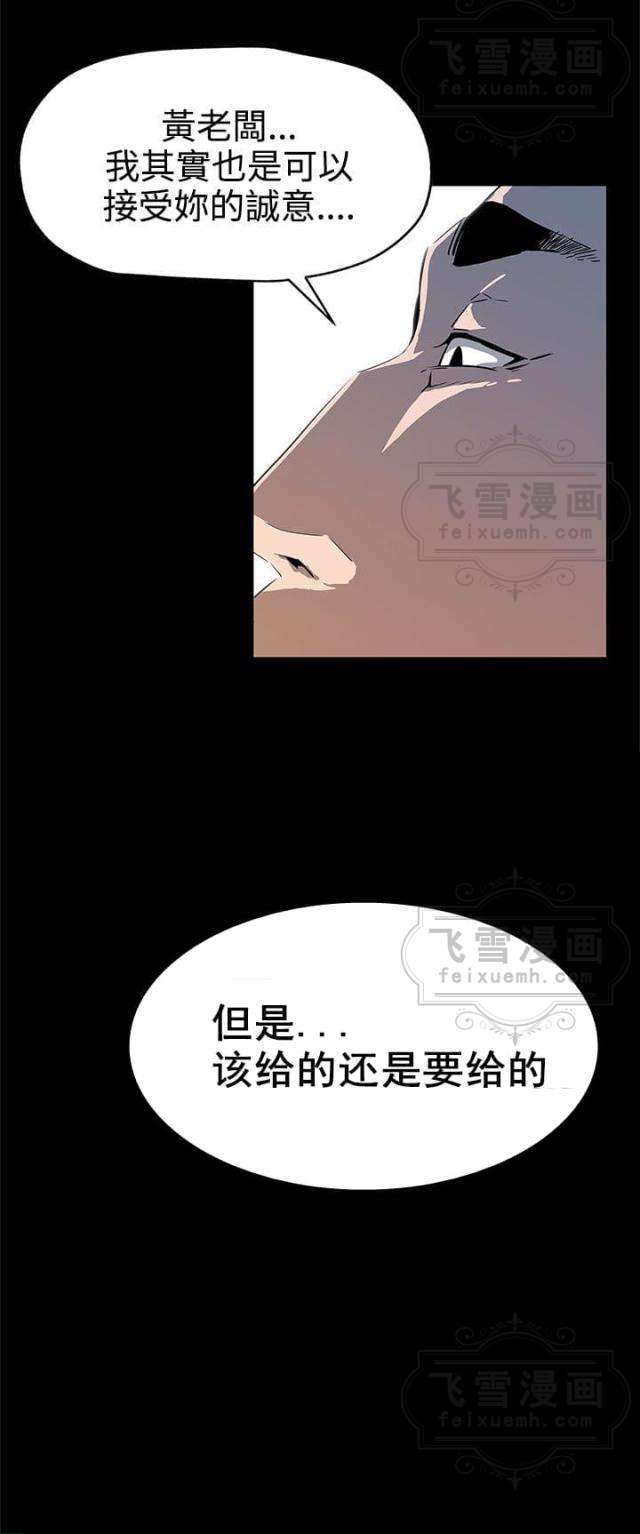 飞雪漫画
feixuemh.com
黃老闆...
我其實也是可以
接受妳的誠意....
飞雪漫画
feixuemh.com
飞雪漫画
feixuemh.com
但是...
该给的还是要给的
飞雪漫画
feixuemh.com